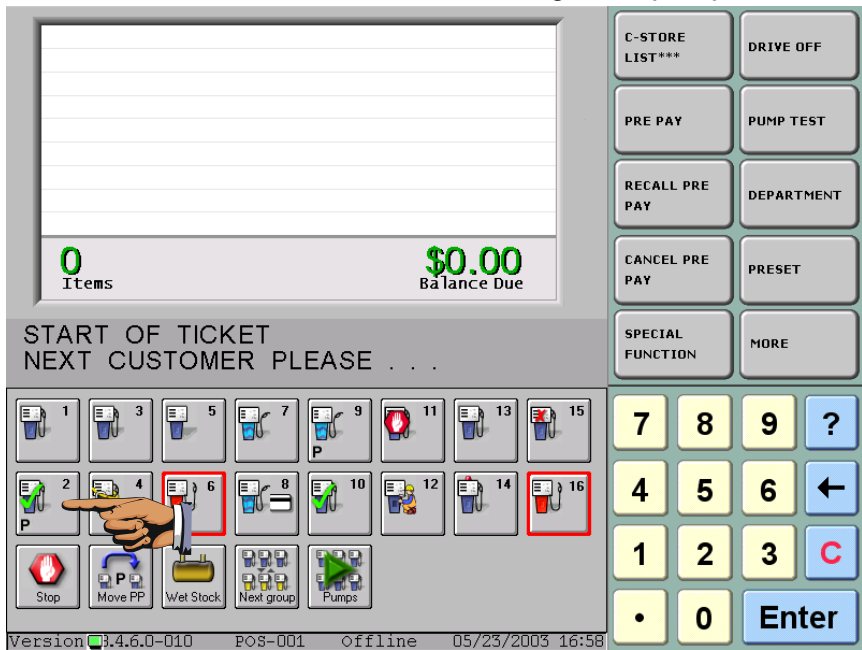 C-STORE
LIST***
DRIVE OFF
PRE PAY
PUMP TEST
RECALL PRE
PAY
DEPARTMENT
CANCEL PRE
PAY
PRESET
SPECIAL
FUNCTION
MORE
0
Items
$0.00
Balance Due
START OF TICKET
NEXT CUSTOMER PLEASE . . .
1 3 5 7 9 11 13 15
P
2 4 6 8 10 12 14 16
P
Stop
P
Move PP
Wet Stock
Next group
Pumps
7 8 9 ?
4 5 6 ←
1 2 3 C
• 0 Enter
Version 3.4.6.0-010 POS-001 Offline 05/23/2003 16:58